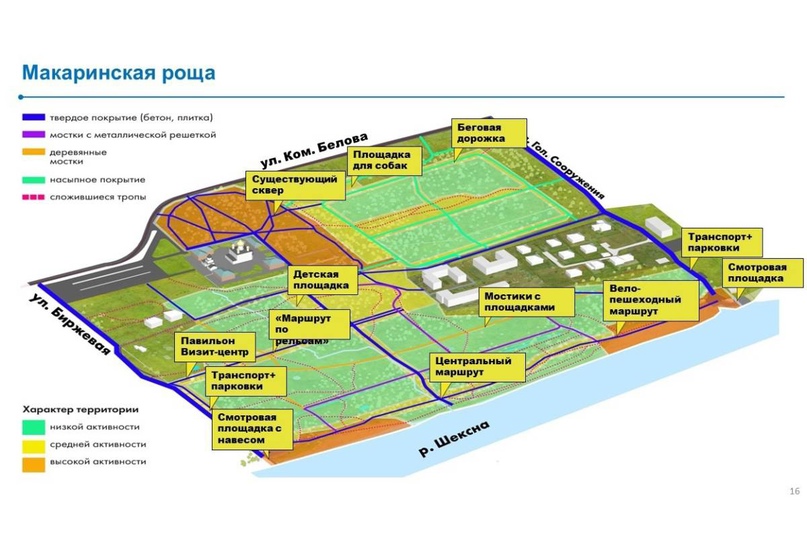 Макаринская роща
твердое покрытие (бетон, плитка)
мостки с металлической решеткой
деревянные
мостки
насыпное покрытие
сложившиеся тропы
ул. Ком. Белова
Беговая
дорожка
Гол. Сооружения
Площадка
для собак
Существующий
сквер
Транспорт+
парковки
Смотровая
площадка
Детская
площадка
Мостики с
площадками
Вело-
пешеходный
маршрут
ул. Биржевая
«Маршрут
по
рельсам»
Павильон
Визит-центр
Центральный
маршрут
Транспорт+
парковки
Смотровая
площадка с
навесом
р. Шексна
Характер территории
низкой активности
средней активности
высокой активности
16